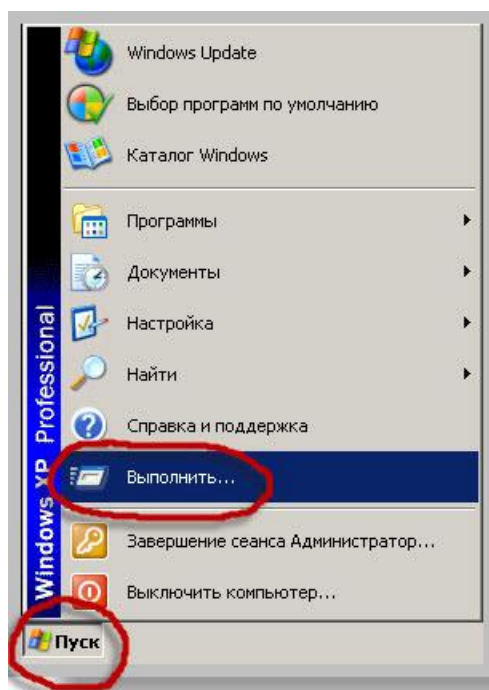 Windows Update
Выбор программ по умолчанию
Каталог Windows
Программы
Документы
Настройка
Найти
Справка и поддержка
Выполнить...
Завершение сеанса Администратор...
Выключить компьютер...
Windows XP Professional
Пуск